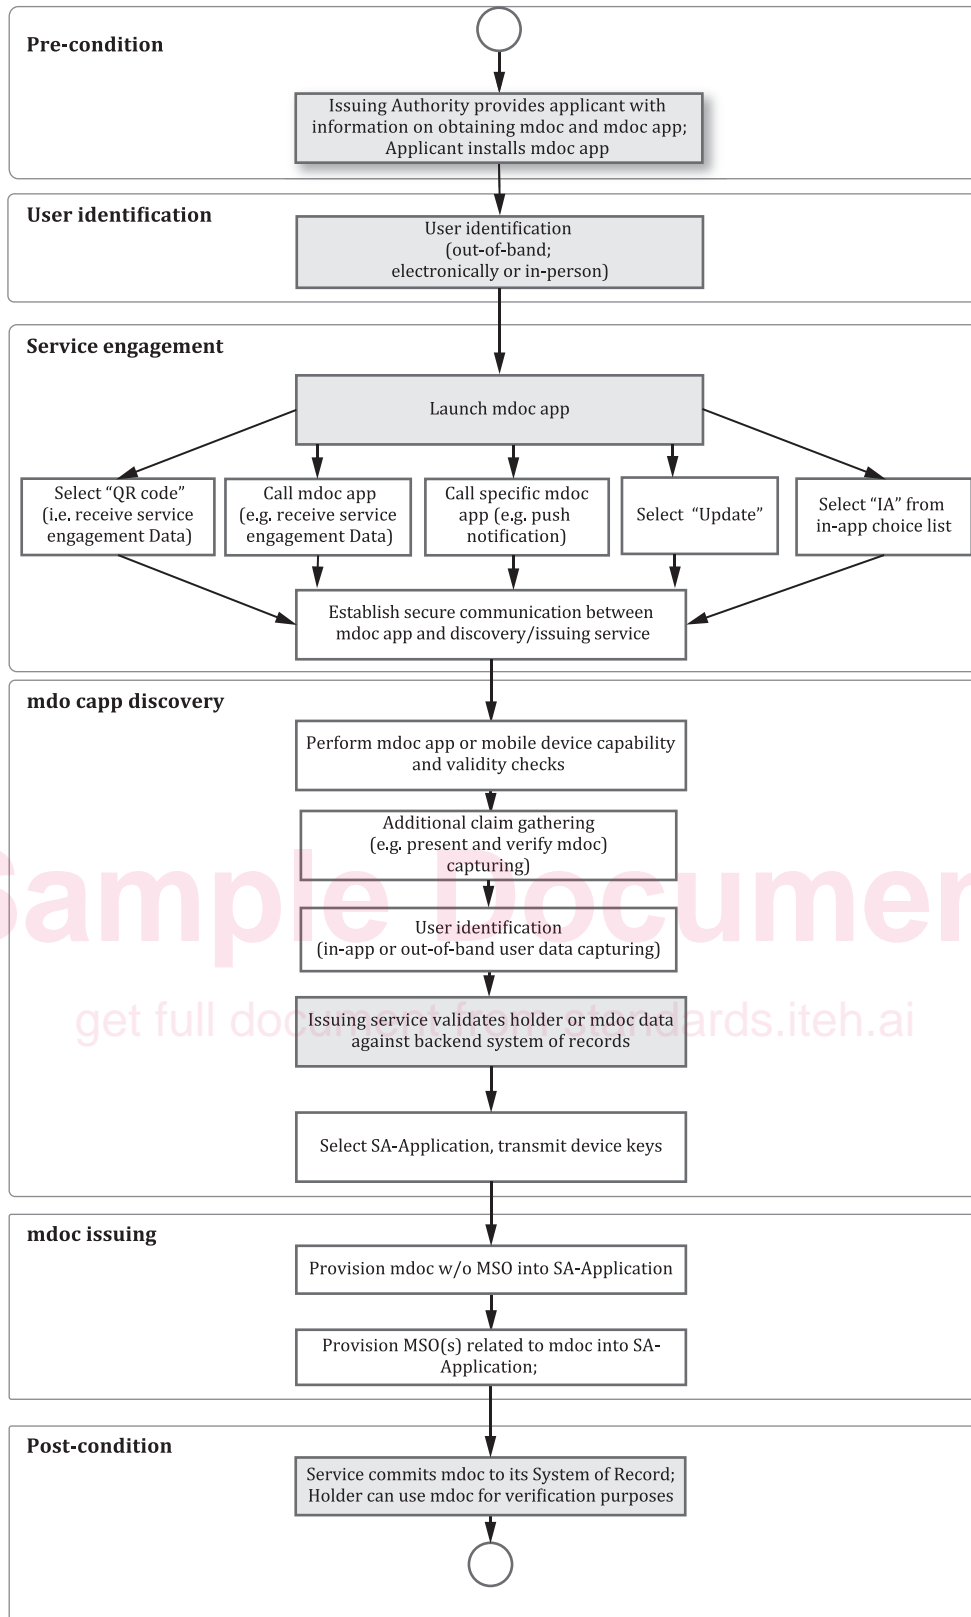 Pre-condition
Issuing Authority provides applicant with
information on obtaining mdoc and mdoc app;
Applicant installs mdoc app
User identification
User identification
(out-of-band;
electronically or in-person)
Service engagement
Launch mdoc app
Select “QR code”
(i.e. receive service
engagement Data)
Call mdoc app
(e.g. receive service
engagement Data)
Call specific mdoc
app (e.g. push
notification)
Select “Update”
Select “IA” from
in-app choice list
Establish secure communication between
mdoc app and discovery/issuing service
mdo capp discovery
Perform mdoc app or mobile device capability
and validity checks
Additional claim gathering
(e.g. present and verify mdoc)
capturing)
Sample Documen
User identification
(in-app or out-of-band user data capturing)
get full document from standards.iteh.ai
Issuing service validates holder or mdoc data
against backend system of records
Select SA-Application, transmit device keys
mdoc issuing
Provision mdoc w/o MSO into SA-Application
Provision MSO(s) related to mdoc into SA-
Application;
Post-condition
Service commits mdoc to its System of Record;
Holder can use mdoc for verification purposes